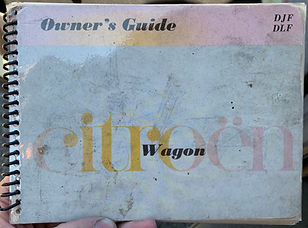 Owner's Guide
DJF
DLF
citroën
Wagon